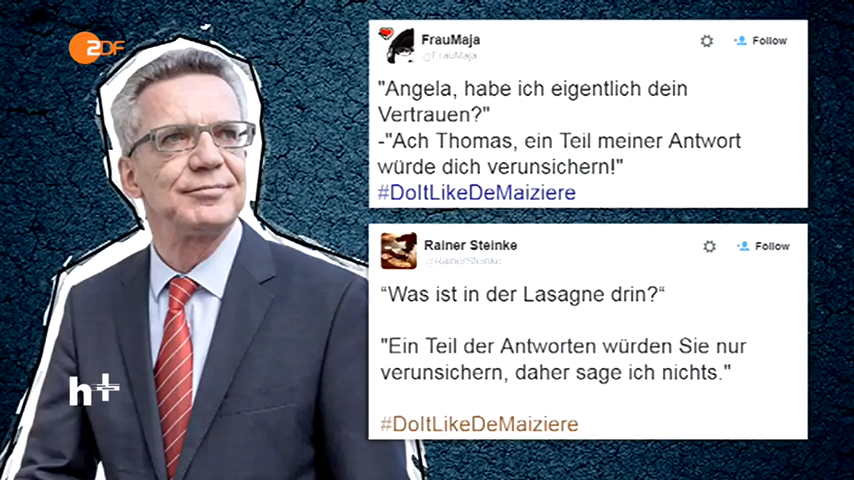 ZDF
FrauMaja
@FrauMaja
Follow
"Angela, habe ich eigentlich dein
Vertrauen?"
-"Ach Thomas, ein Teil meiner Antwort
würde dich verunsichern!"
#DoItLikeDeMaiziere
Rainer Steinke
@RainerSteinke
Follow
“Was ist in der Lasagne drin?“
"Ein Teil der Antworten würden Sie nur
verunsichern, daher sage ich nichts."
#DoItLikeDeMaiziere
h+